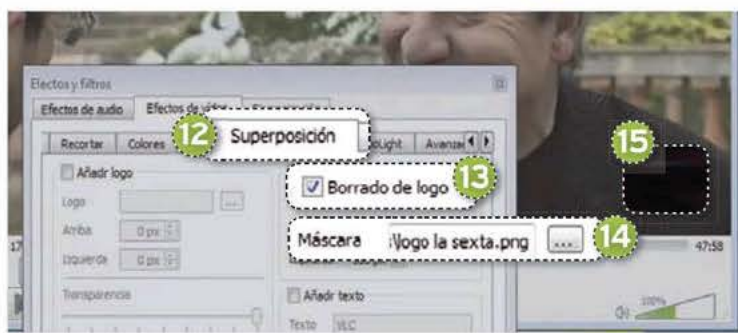 Efectos y filtros
Efectos de audio Efectos de vídeo
12
Recortar Colores Superposición Avanzad
15
Añadir logo
Borrado de logo 13
Logo ...
Arriba 0 px
Máscara s\logo la sexta.png ... 14
Izquierda 0 px
47:58
Transparencia
Añadir texto
100%
Texto VLC